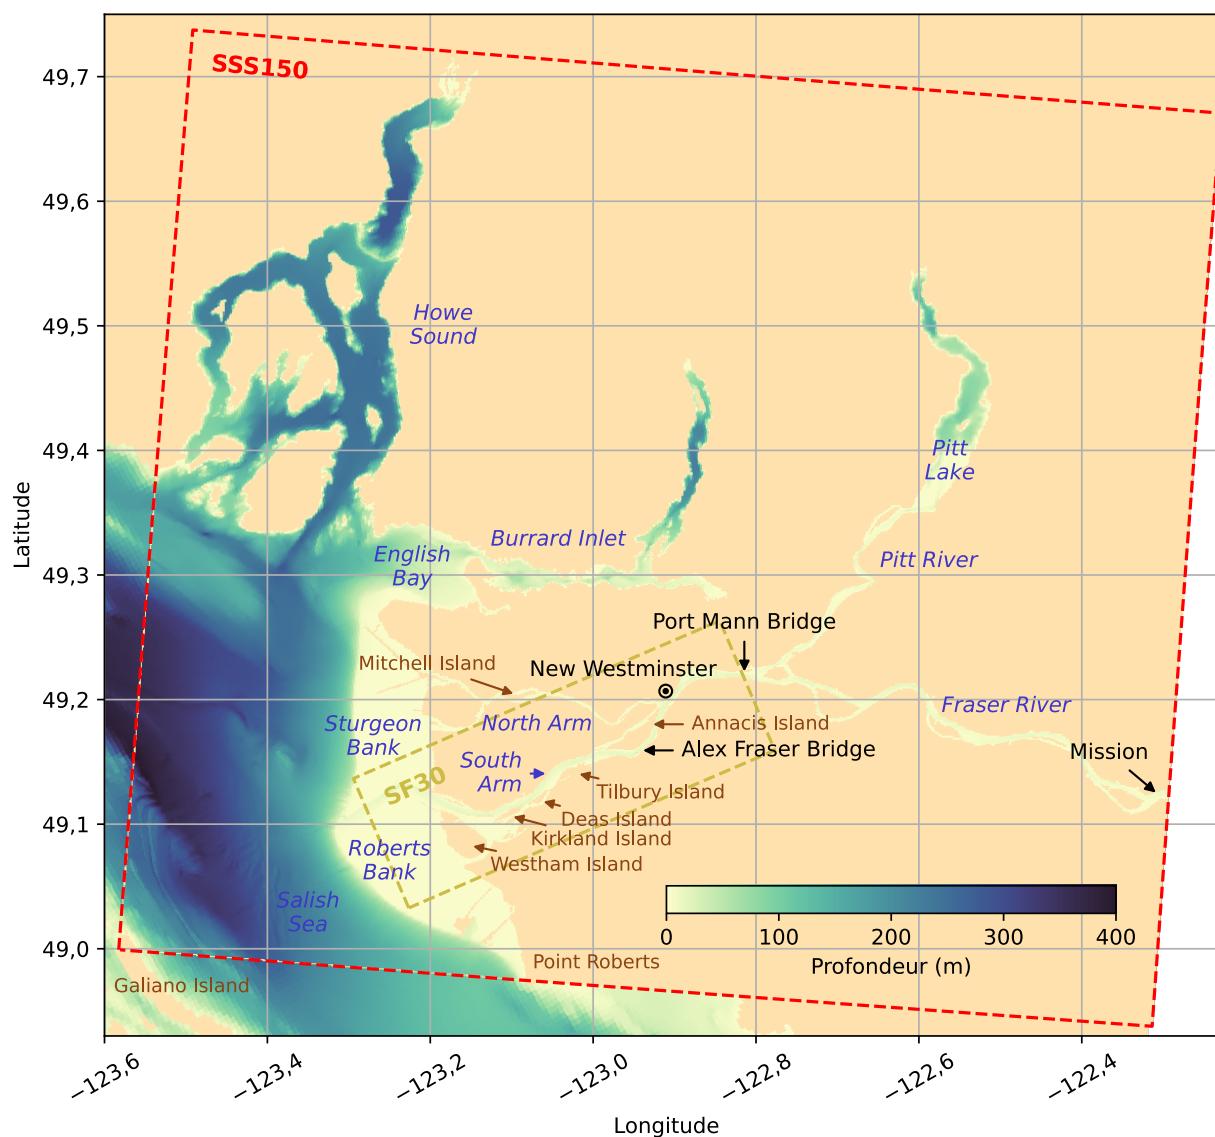 SSS150
49,7
49,6
49,5
49,4
49,3
49,2
49,1
49,0
Latitude
Howe
Sound
Pitt
Lake
Burrard Inlet
English
Bay
Pitt River
Port Mann Bridge
Mitchell Island
New Westminster
Fraser River
Sturgeon
Bank
North Arm
Annacis Island
Alex Fraser Bridge
Mission
South
Arm
SF30
Tilbury Island
Deas Island
Kirkland Island
Roberts
Bank
Westham Island
Salish
Sea
0 100 200 300 400
Profondeur (m)
Point Roberts
Galiano Island
−123,6 −123,4 −123,2 −123,0 −122,8 −122,6 −122,4
Longitude